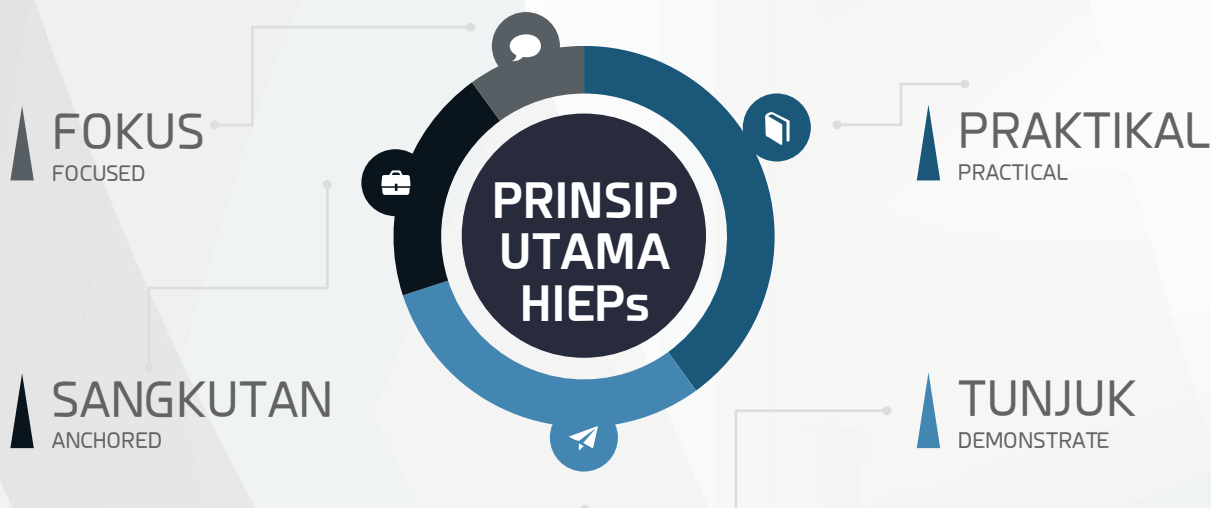 FOKUS
FOCUSED
SANGKUTAN
ANCHORED
PRINSIP
UTAMA
HIEPs
PRAKTIKAL
PRACTICAL
TUNJUK
DEMONSTRATE